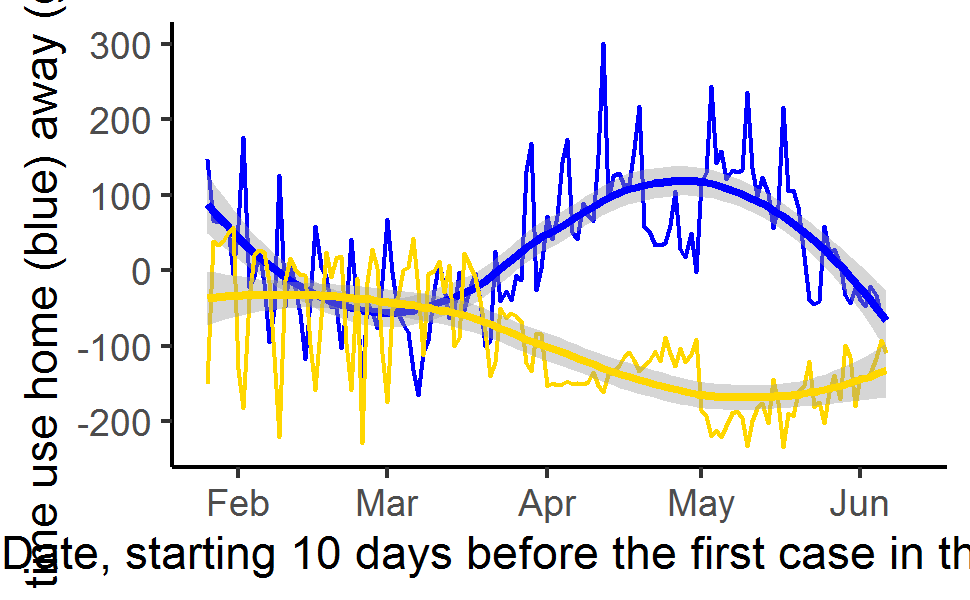 time use home (blue) away (
300
200
100
0
-100
-200
Feb Mar Apr May Jun
Date, starting 10 days before the first case in th